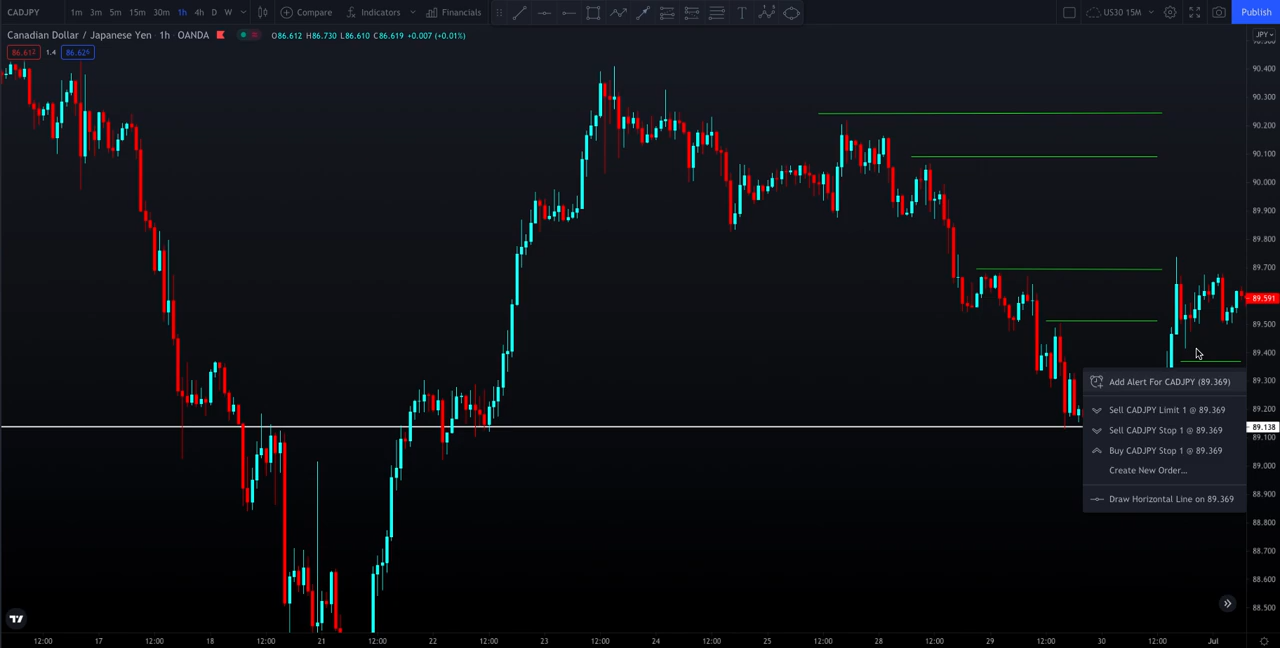 CADJPY 1m 3m 5m 15m 30m 1h 4h D W Compare Indicators Financials US30 15M Publish
Canadian Dollar / Japanese Yen · 1h OANDA O86.612 H86.730 L86.610 C86.619 +0.007 (+0.01%) JPY
86.612 1.4 86.626
90.400
90.300
90.200
90.100
90.000
89.900
89.800
89.700
89.591
89.500
89.400
89.300
89.200
89.138
89.100
89.000
88.900
88.800
88.700
88.600
88.500
Add Alert For CADJPY (89.369)
Sell CADJPY Limit 1 @ 89.369
Sell CADJPY Stop 1 @ 89.369
Buy CADJPY Stop 1 @ 89.369
Create New Order...
Draw Horizontal Line on 89.369
12:00 17 12:00 18 12:00 21 12:00 22 12:00 23 12:00 24 12:00 25 12:00 28 12:00 29 12:00 30 12:00 Jul